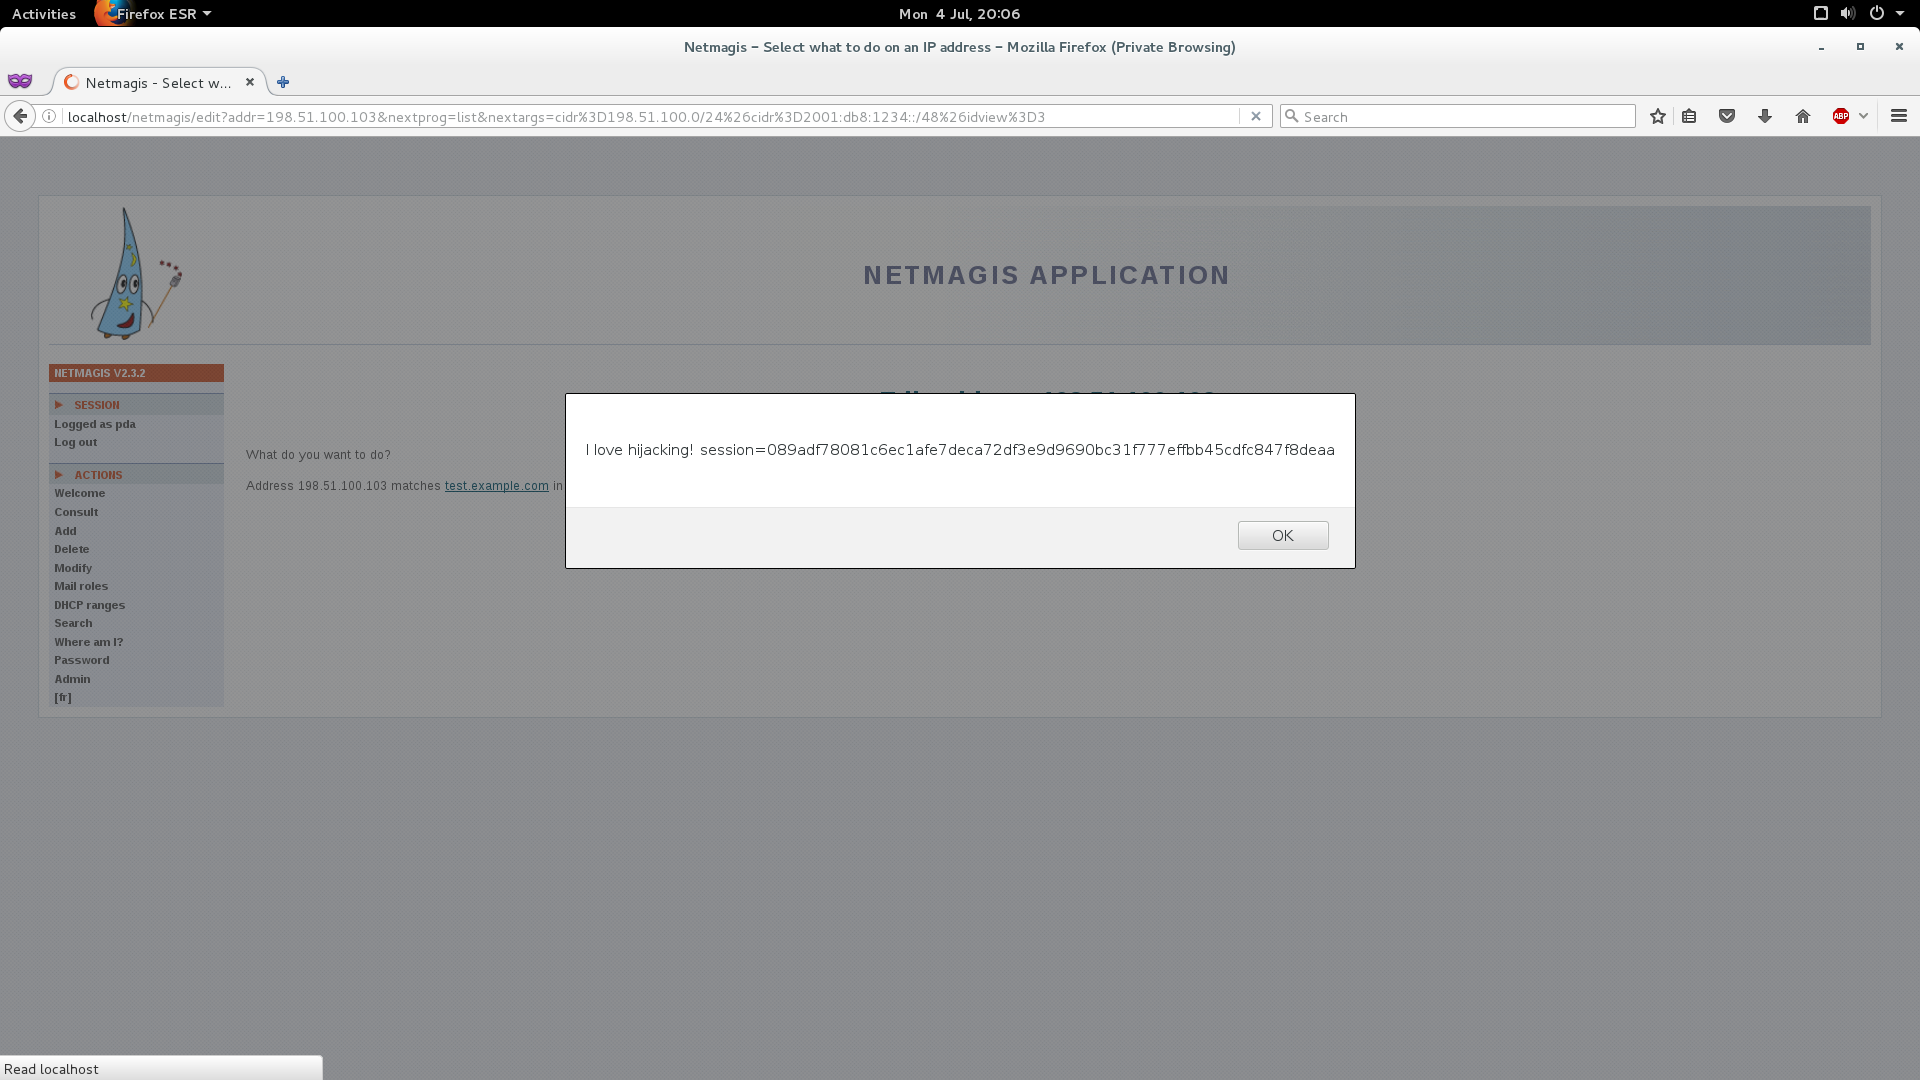 Activities Firefox ESR Mon 4 Jul, 20:06
Netmagis – Select what to do on an IP address – Mozilla Firefox (Private Browsing)
Netmagis - Select w...
localhost/netmagis/edit?addr=198.51.100.103&nextprog=list&nextargs=cidr%3D198.51.100.0/24%26cidr%3D2001:db8:1234::/48%26idview%3D3
Search
ABP
NETMAGIS APPLICATION
NETMAGIS V2.3.2
SESSION
Logged as pda
Log out
ACTIONS
Welcome
Consult
Add
Delete
Modify
Mail roles
DHCP ranges
Search
Where am I?
Password
Admin
[fr]
What do you want to do?
Address 198.51.100.103 matches test.example.com in
I love hijacking! session=089adf78081c6ec1afe7deca72df3e9d9690bc31f777effbb45cdfc847f8deaa
OK
Read localhost